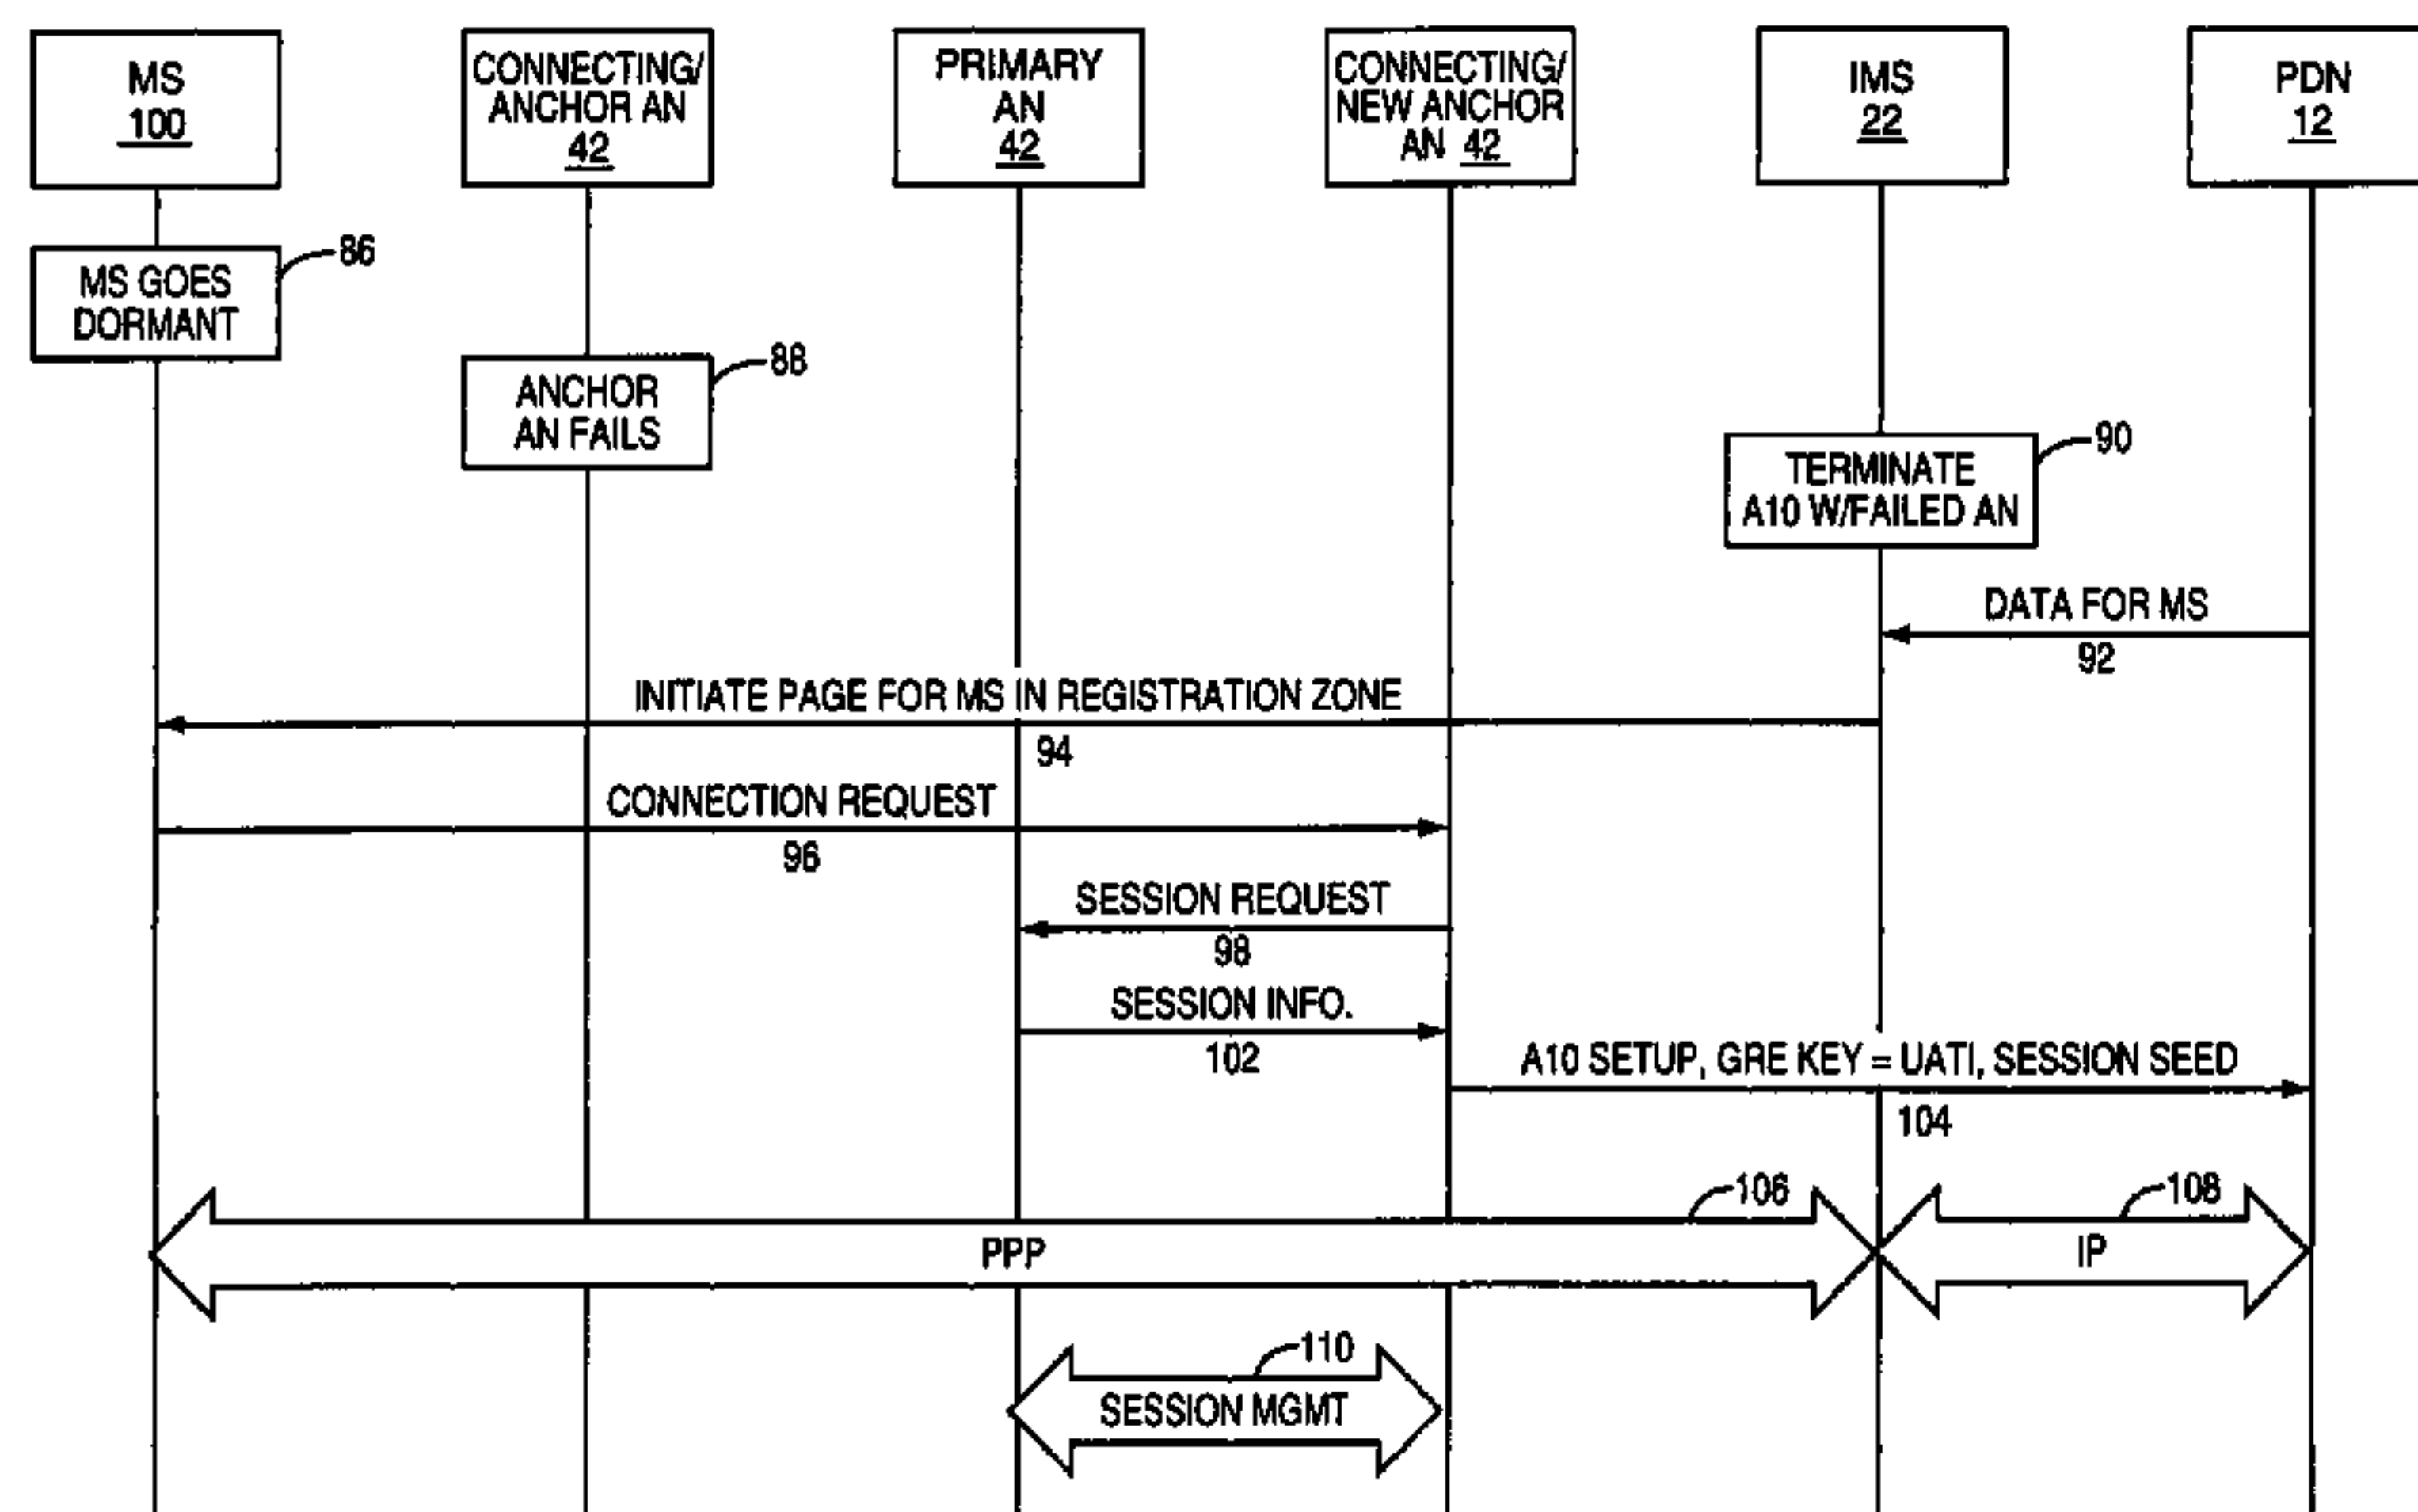 MS
100
CONNECTING/
ANCHOR AN
42
PRIMARY
AN
42
CONNECTING/
NEW ANCHOR
AN 42
IMS
22
PDN
12
MS GOES
DORMANT
86
ANCHOR
AN FAILS
88
TERMINATE
A10 W/FAILED AN
90
DATA FOR MS
92
INITIATE PAGE FOR MS IN REGISTRATION ZONE
94
CONNECTION REQUEST
96
SESSION REQUEST
98
SESSION INFO.
102
A10 SETUP, GRE KEY = UATI, SESSION SEED
104
106
108
PPP
IP
110
SESSION MGMT